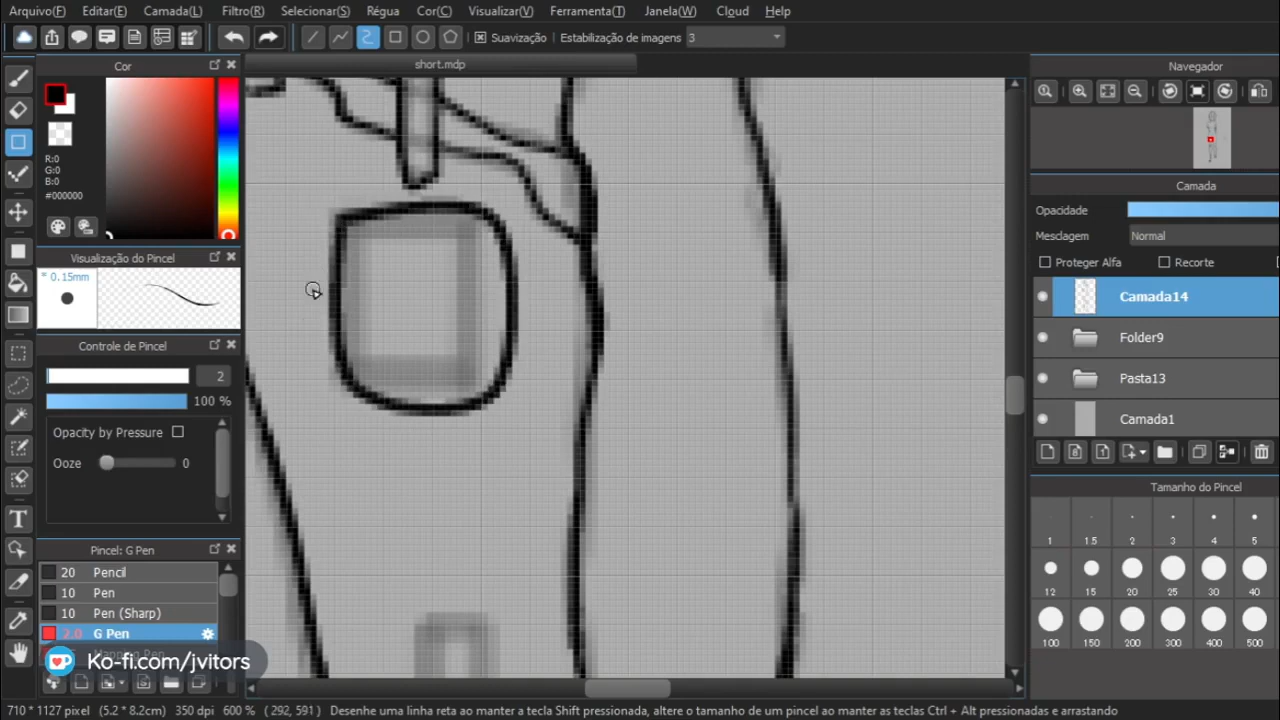 Arquivo(F) Editar(E) Camada(L) Filtro(R) Selecionar(S) Régua Cor(C) Visualizar(V) Ferramenta(T) Janela(W) Cloud Help
Suavização Estabilização de imagens 3
Cor
short.mdp
Navegador
R:0
G:0
B:0
#000000
Camada
Opacidade
Mesclagem Normal
Proteger Alfa Recorte
Visualização do Pincel
* 0.15mm
Camada14
Folder9
Pasta13
Camada1
Controle de Pincel
2
100 %
Opacity by Pressure
Ooze 0
Tamanho do Pincel
1 1.5 2 3 4 5
12 15 20 25 30 40
100 150 200 300 400 500
Pincel: G Pen
20 Pencil
10 Pen
10 Pen (Sharp)
2.0 G Pen
Ko-fi.com/jvitors
710 * 1127 pixel (5.2 * 8.2cm) 350 dpi 600 % ( 292, 591 ) Desenhe uma linha reta ao manter a tecla Shift pressionada, altere o tamanho de um pincel ao manter as teclas Ctrl + Alt pressionadas e arrastando